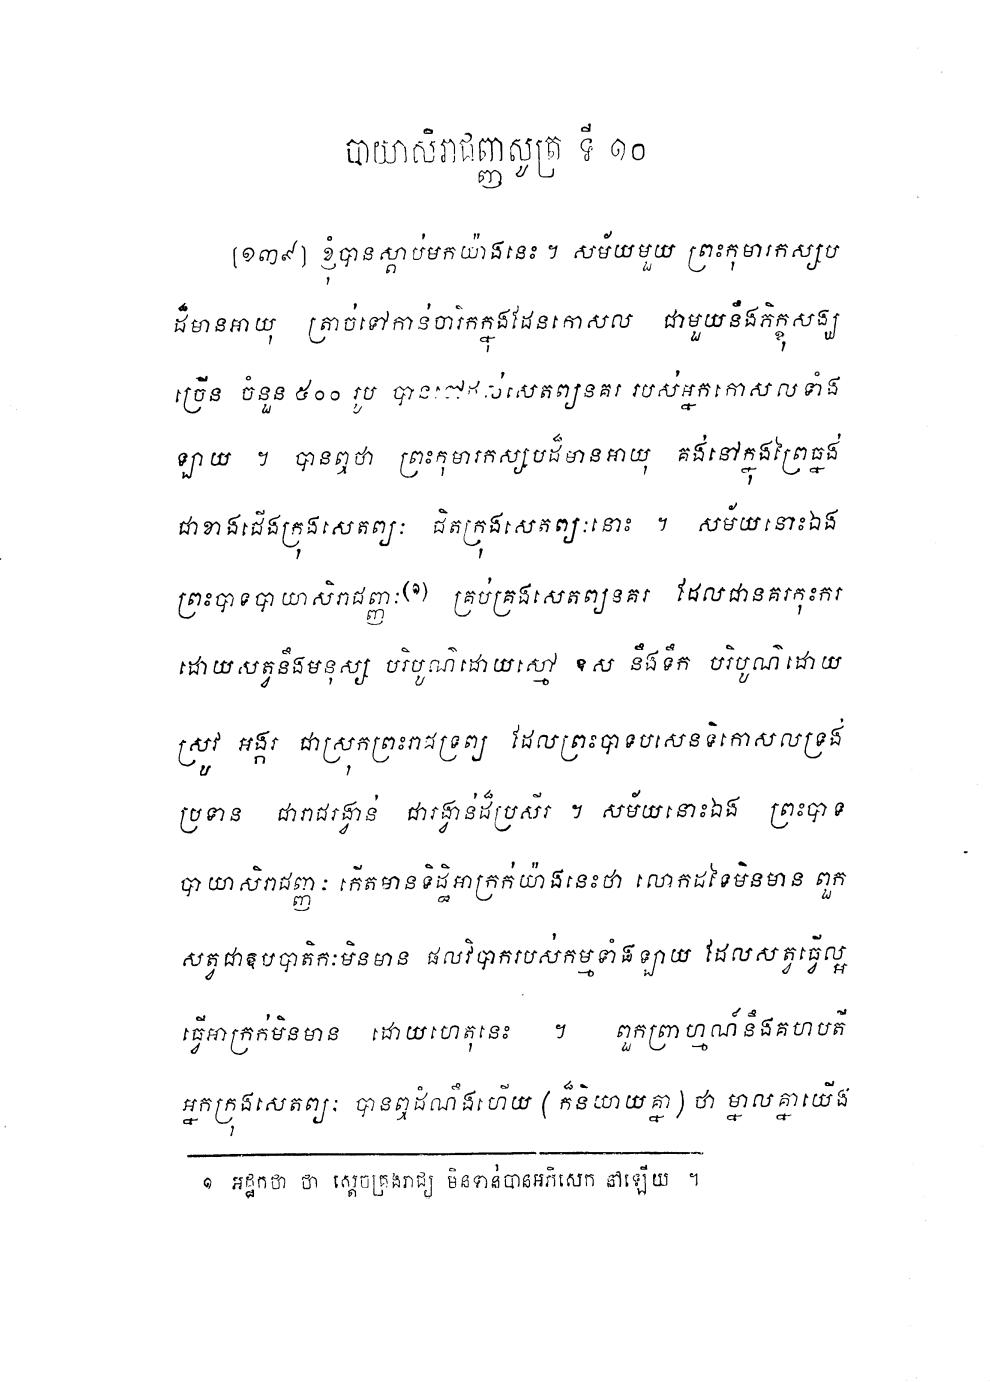 បាយាសិរាជញ្ញសូត្រ ទី ១០
[១៣៩] ខ្ញុំបានស្តាប់មកយ៉ាងនេះ ។ សម័យមួយ ព្រះកុមារកស្សប
ដ៏មានអាយុ ត្រាច់ទៅកាន់ចារិកក្នុងដែនកោសល ជាមួយនឹងភិក្ខុសង្ឃ
ច្រើន ចំនួន ៥០០ រូប បាន ដល់សេតព្យនគរ របស់អ្នកកោសលទាំង
ឡាយ ។ បានឮថា ព្រះកុមារកស្សបដ៏មានអាយុ គង់នៅក្នុងព្រៃធ្នង់
ជាខាងជើងក្រុងសេតព្យៈ ជិតក្រុងសេតព្យៈនោះ ។ សម័យនោះឯង
ព្រះបាទបាយាសិរាជញ្ញៈ(១) គ្រប់គ្រងសេតព្យនគរ ដែលជានគរកុះករ
ដោយសត្វនឹងមនុស្ស បរិបូណ៌ដោយស្មៅ ឧស នឹងទឹក បរិបូណ៌ដោយ
ស្រូវ អង្ករ ជាស្រុកព្រះរាជទ្រព្យ ដែលព្រះបាទបសេនទិកោសលទ្រង់
ប្រទាន ជារាជរង្វាន់ ជារង្វាន់ដ៏ប្រសើរ ។ សម័យនោះឯង ព្រះបាទ
បាយាសិរាជញ្ញៈ កើតមានទិដ្ឋិអាក្រក់យ៉ាងនេះថា លោកដទៃមិនមាន ពួក
សត្វជាឧបបាតិកៈមិនមាន ផលវិបាករបស់កម្មទាំងឡាយ ដែលសត្វធ្វើល្អ
ធ្វើអាក្រក់មិនមាន ដោយហេតុនេះ ។ ពួកព្រាហ្មណ៍នឹងគហបតី
អ្នកក្រុងសេតព្យៈ បានឮដំណឹងហើយ (ក៏និយាយគ្នា) ថា ម្នាលគ្នាយើង
១ អដ្ឋកថា ថា ស្តេចគ្រងរាជ្យ មិនទាន់បានអភិសេក នៅឡើយ ។